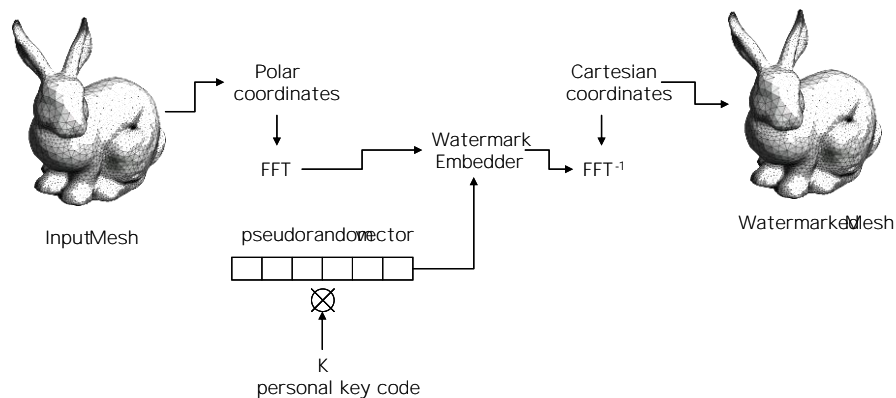 Polar
coordinates
FFT
Watermark
Embedder
Cartesian
coordinates
FFT-1
InputMesh
pseudorandomvector
K
personal key code
WatermarkedMesh